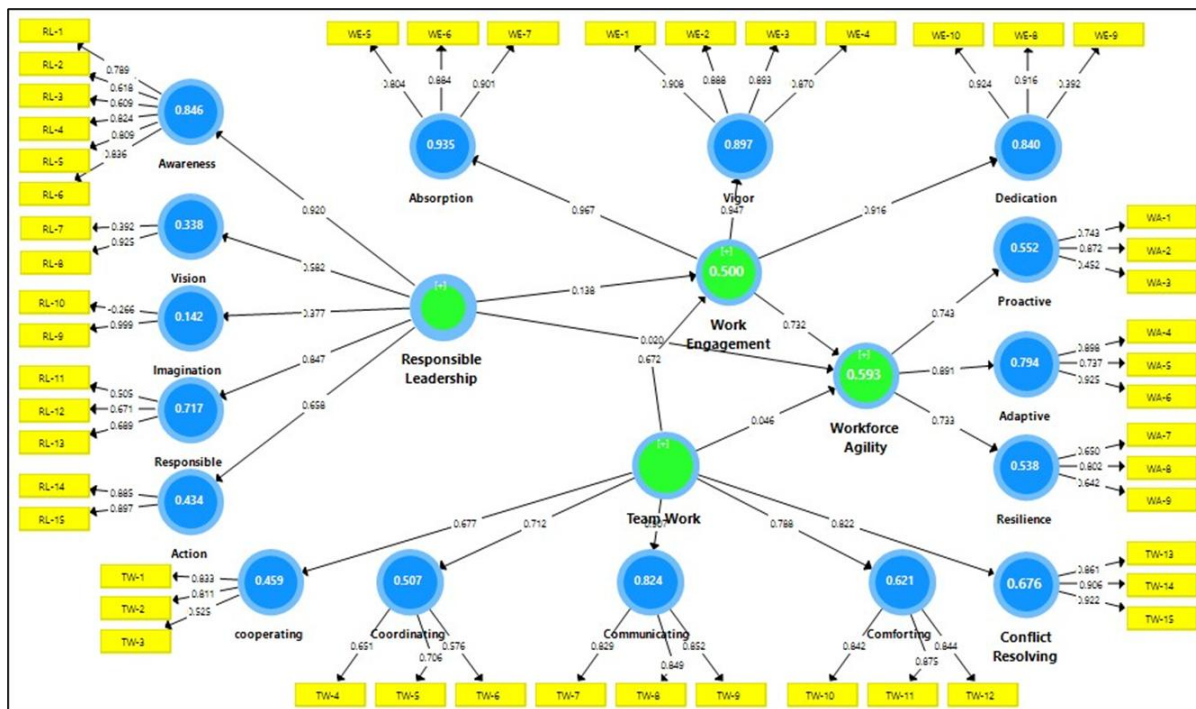 RL-1
RL-2
RL-3
RL-4
RL-5
RL-6
0.789
0.618
0.609
0.824
0.809
0.836
0.846
Awareness
RL-7
RL-8
0.392
0.925
0.338
Vision
RL-10
RL-9
-0.266
0.999
0.142
Imagination
RL-11
RL-12
RL-13
0.505
0.671
0.689
0.717
Responsible
RL-14
RL-15
0.885
0.897
0.434
Action
WE-5
WE-6
WE-7
0.804
0.884
0.901
0.935
Absorption
WE-1
WE-2
WE-3
WE-4
0.908
0.888
0.893
0.870
0.897
Vigor
WE-10
WE-8
WE-9
0.924
0.916
0.392
0.840
Dedication
0.920
0.582
0.377
0.847
0.658
[+]
Responsible
Leadership
0.967
0.947
0.916
0.138
[+]
0.500
Work
Engagement
0.732
0.020
0.672
0.046
[+]
0.593
Workforce
Agility
0.743
0.891
0.733
0.552
Proactive
WA-1
WA-2
WA-3
0.743
0.872
0.452
0.794
Adaptive
WA-4
WA-5
WA-6
0.898
0.737
0.925
0.538
Resilience
WA-7
WA-8
WA-9
0.650
0.802
0.642
[+]
Team Work
0.677
0.712
0.788
0.822
TW-1
TW-2
TW-3
0.833
0.811
0.525
0.459
cooperating
0.507
Coordinating
0.651
0.706
0.576
TW-4
TW-5
TW-6
0.824
Communicating
0.829
0.849
0.852
TW-7
TW-8
TW-9
0.621
Comforting
0.842
0.875
0.844
TW-10
TW-11
TW-12
0.676
Conflict
Resolving
TW-13
TW-14
TW-15
0.861
0.906
0.922